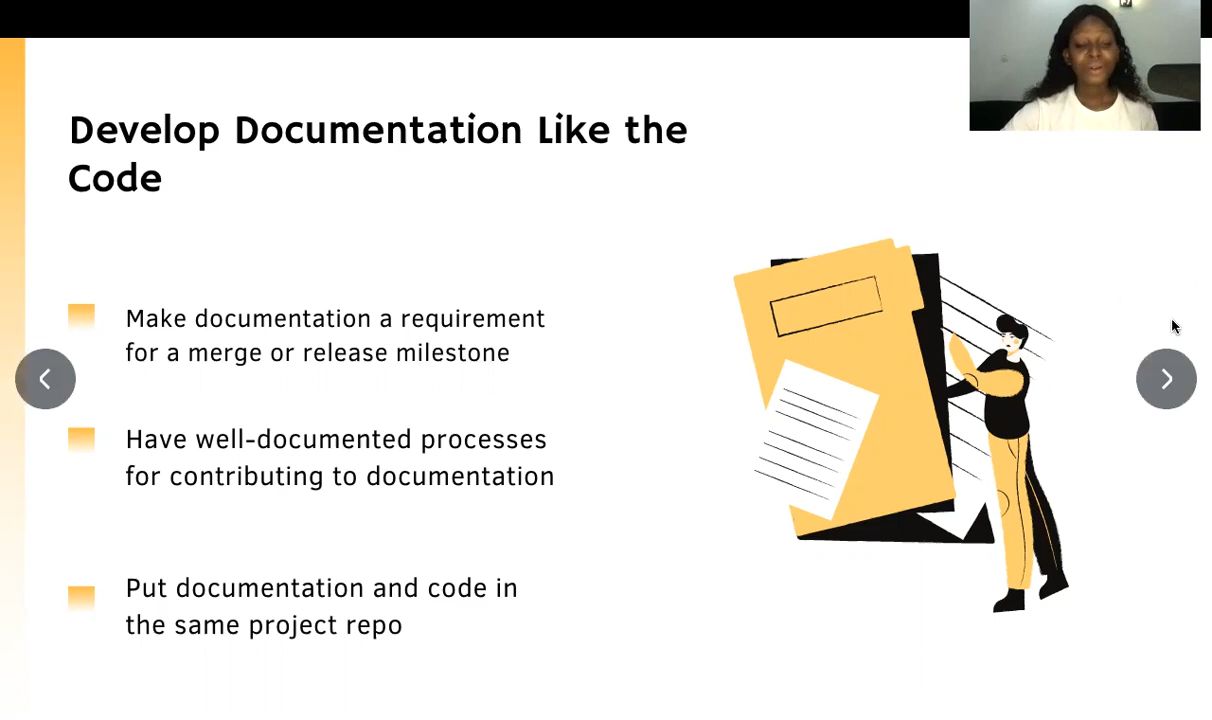 Develop Documentation Like the
Code
Make documentation a requirement
for a merge or release milestone
Have well-documented processes
for contributing to documentation
Put documentation and code in
the same project repo